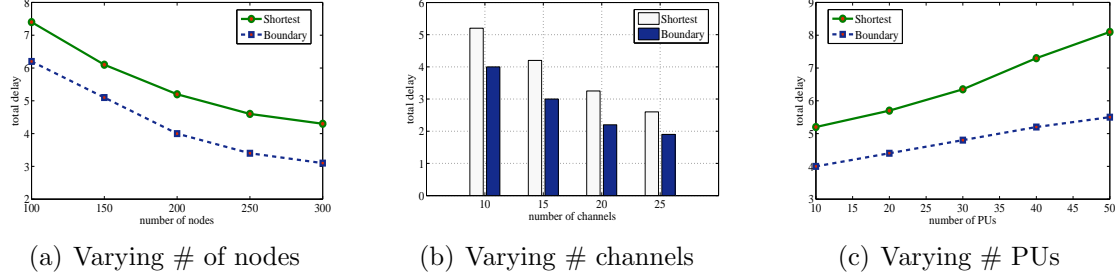 8
7
6
5
4
3
2
total delay
100 150 200 250 300
number of nodes
Shortest
Boundary
(a) Varying # of nodes
6
5
4
3
2
1
0
total delay
10 15 20 25
number of channels
Shortest
Boundary
(b) Varying # channels
9
8
7
6
5
4
3
total delay
10 15 20 25 30 35 40 45 50
number of PUs
Shortest
Boundary
(c) Varying # PUs